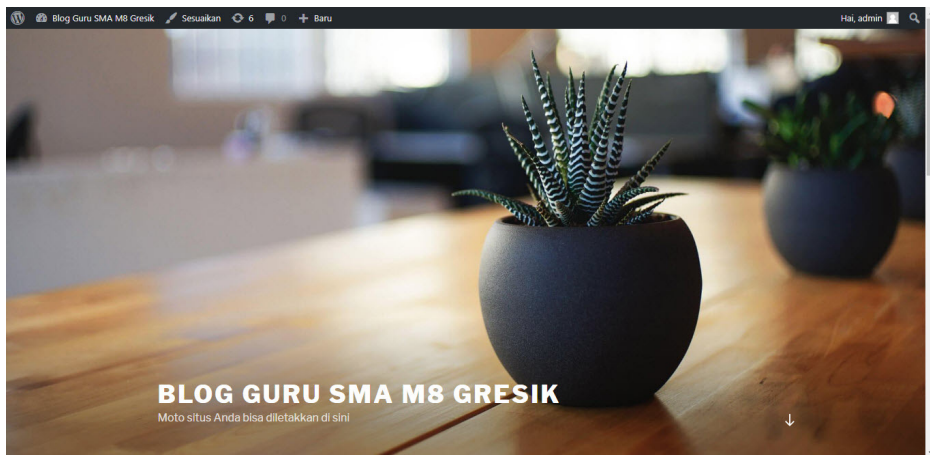 Blog Guru SMA M8 Gresik Sesuaikan 6 0 Baru Hai, admin
BLOG GURU SMA M8 GRESIK
Moto situs Anda bisa diletakkan di sini